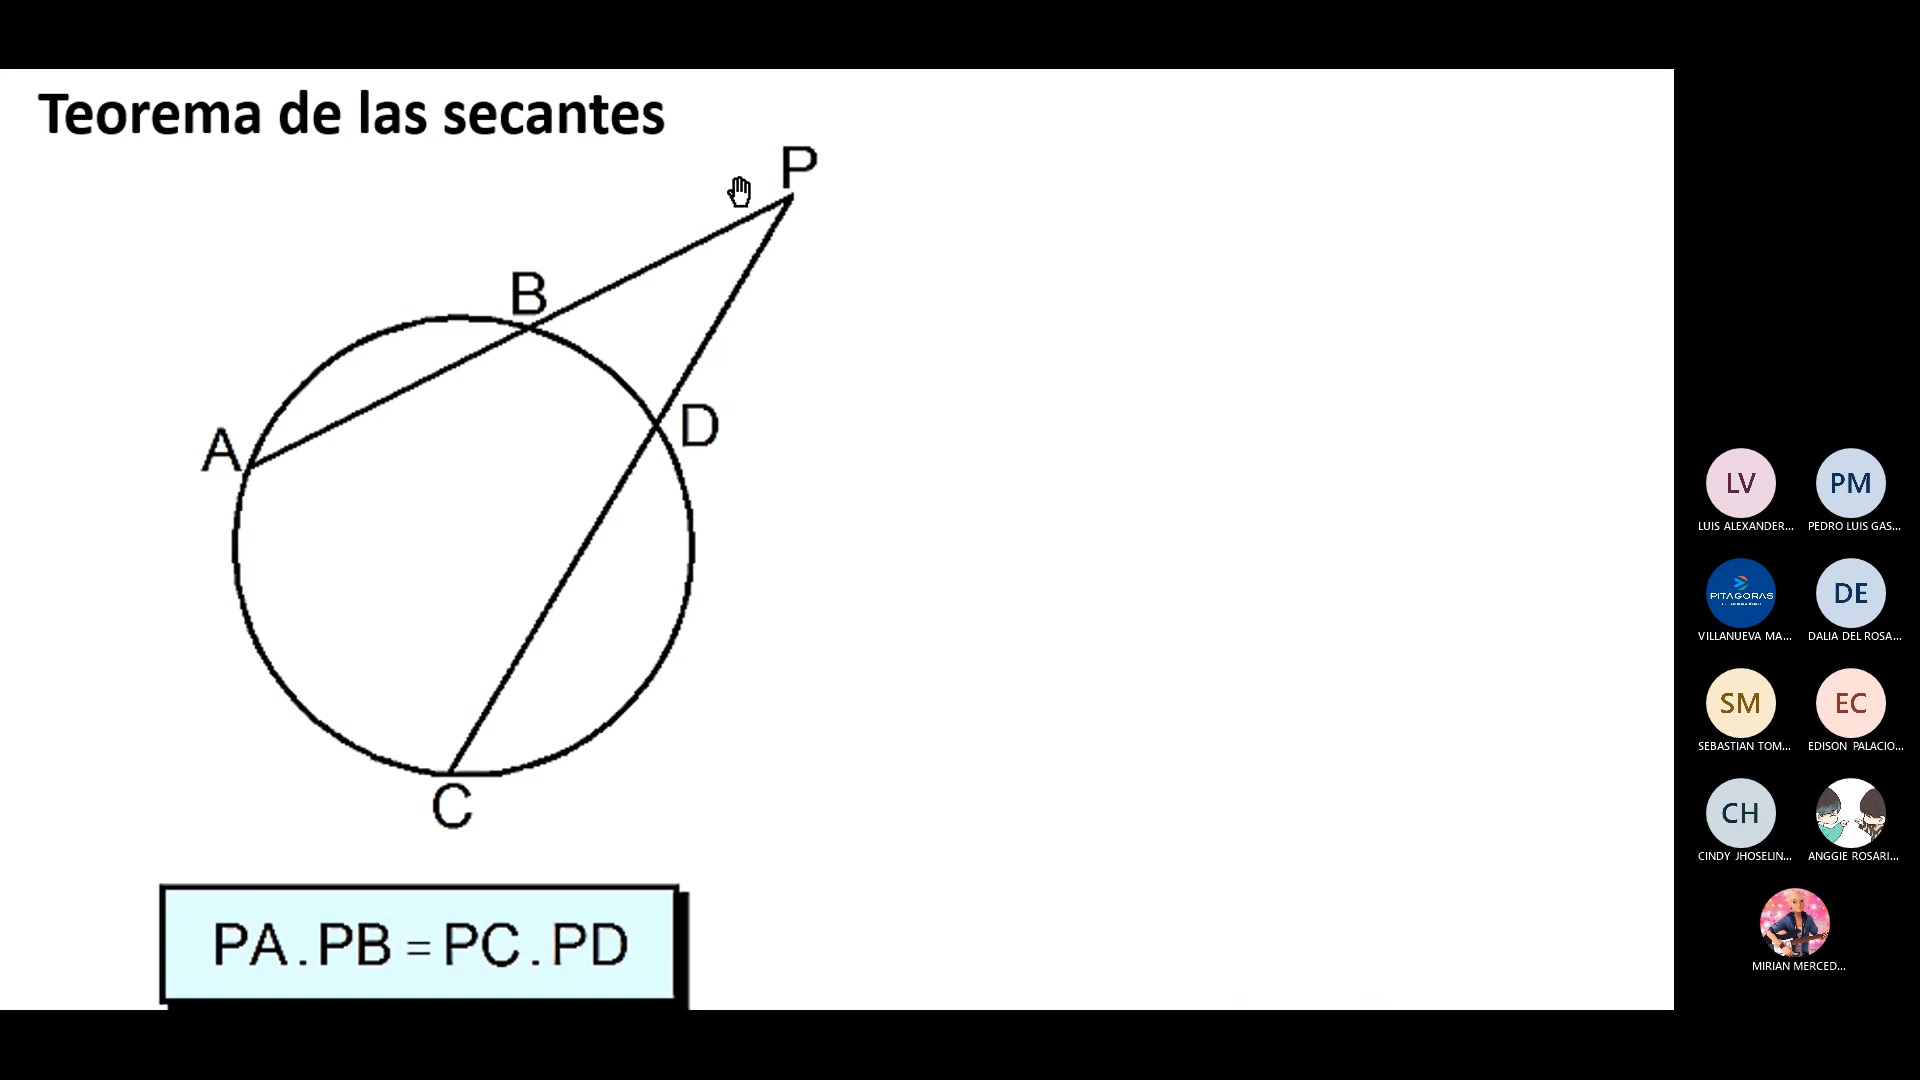 Teorema de las secantes
P
B
D
A
C
PA.PB=PC.PD
LV
PM
LUIS ALEXANDER...
PEDRO LUIS GAS...
PITAGORAS
DE
VILLANUEVA MA...
DALIA DEL ROSA...
SM
EC
SEBASTIAN TOM...
EDISON PALACIO...
CH
CINDY JHOSELIN...
ANGGIE ROSARI...
MIRIAN MERCED...